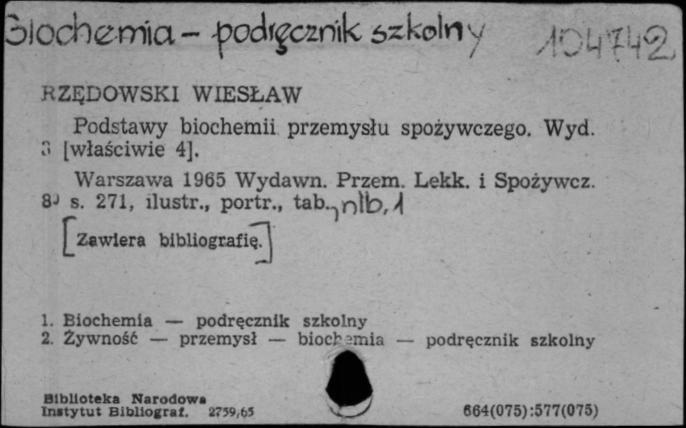 Biochemia - podręcznik szkolny 104742
RZĘDOWSKI WIESŁAW
Podstawy biochemii przemysłu spożywczego. Wyd.
3 [właściwie 4].
Warszawa 1965 Wydawn. Przem. Lekk. i Spożywcz.
8⁰ s. 271, ilustr., portr., tab., nlb. 1
[Zawiera bibliografię.]
1. Biochemia — podręcznik szkolny
2. Żywność — przemysł — biochemia — podręcznik szkolny
Biblioteka Narodowa
Instytut Bibliograf. 2759/65 664(075):577(075)